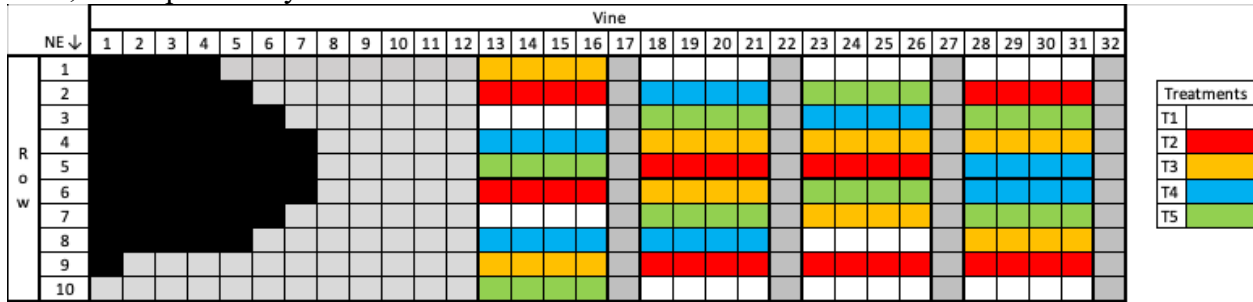 Vine
NE ↓ 1 2 3 4 5 6 7 8 9 10 11 12 13 14 15 16 17 18 19 20 21 22 23 24 25 26 27 28 29 30 31 32
Row
1
2
3
4
5
6
7
8
9
10
Treatments
T1
T2
T3
T4
T5